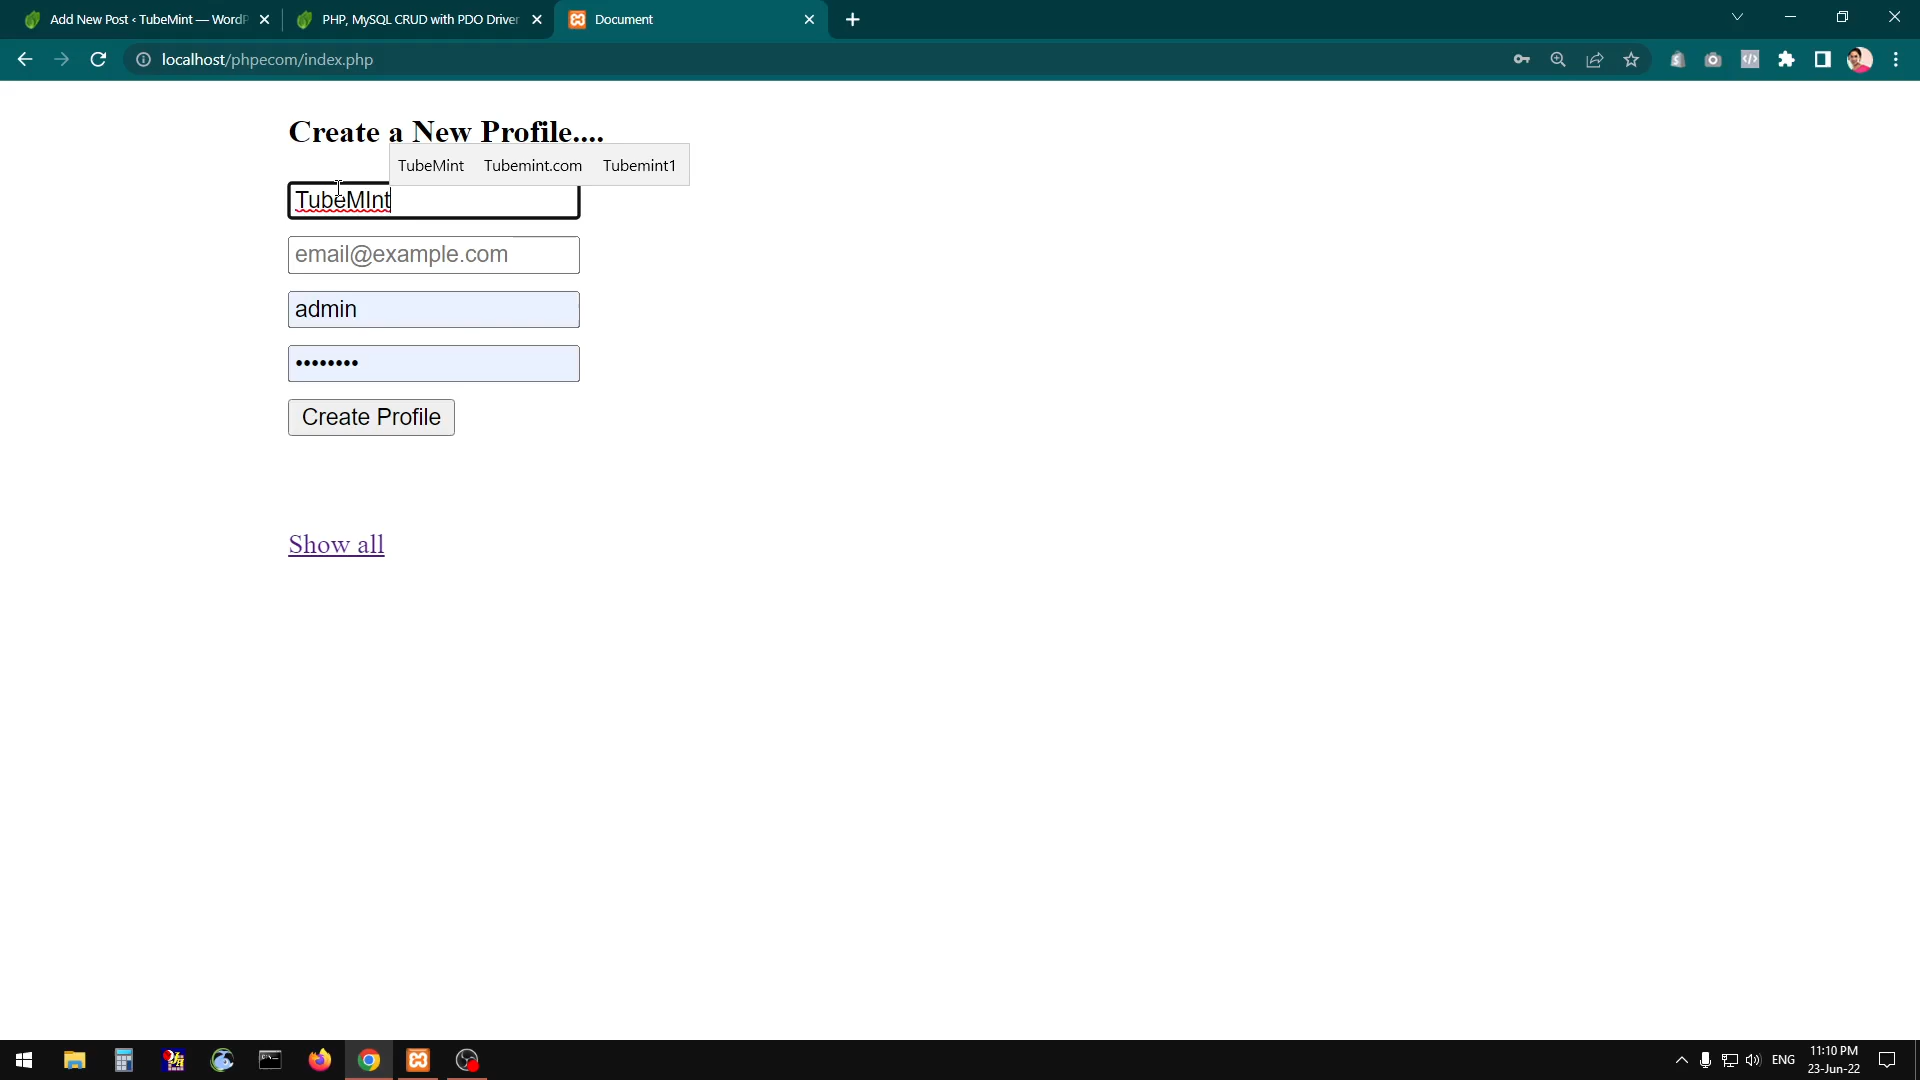 Add New Post ‹ TubeMint — WordP
PHP, MySQL CRUD with PDO Driver
Document
localhost/phpecom/index.php
Create a New Profile....
TubeMint Tubemint.com Tubemint1
TubeMInt
email@example.com
admin
••••••••
Create Profile
Show all
ENG
11:10 PM
23-Jun-22